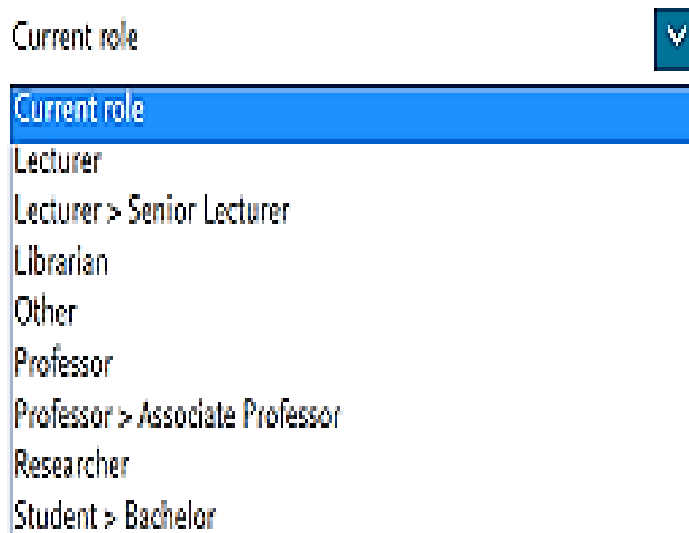 Current role
Current role
Lecturer
Lecturer > Senior Lecturer
Librarian
Other
Professor
Professor > Associate Professor
Researcher
Student > Bachelor